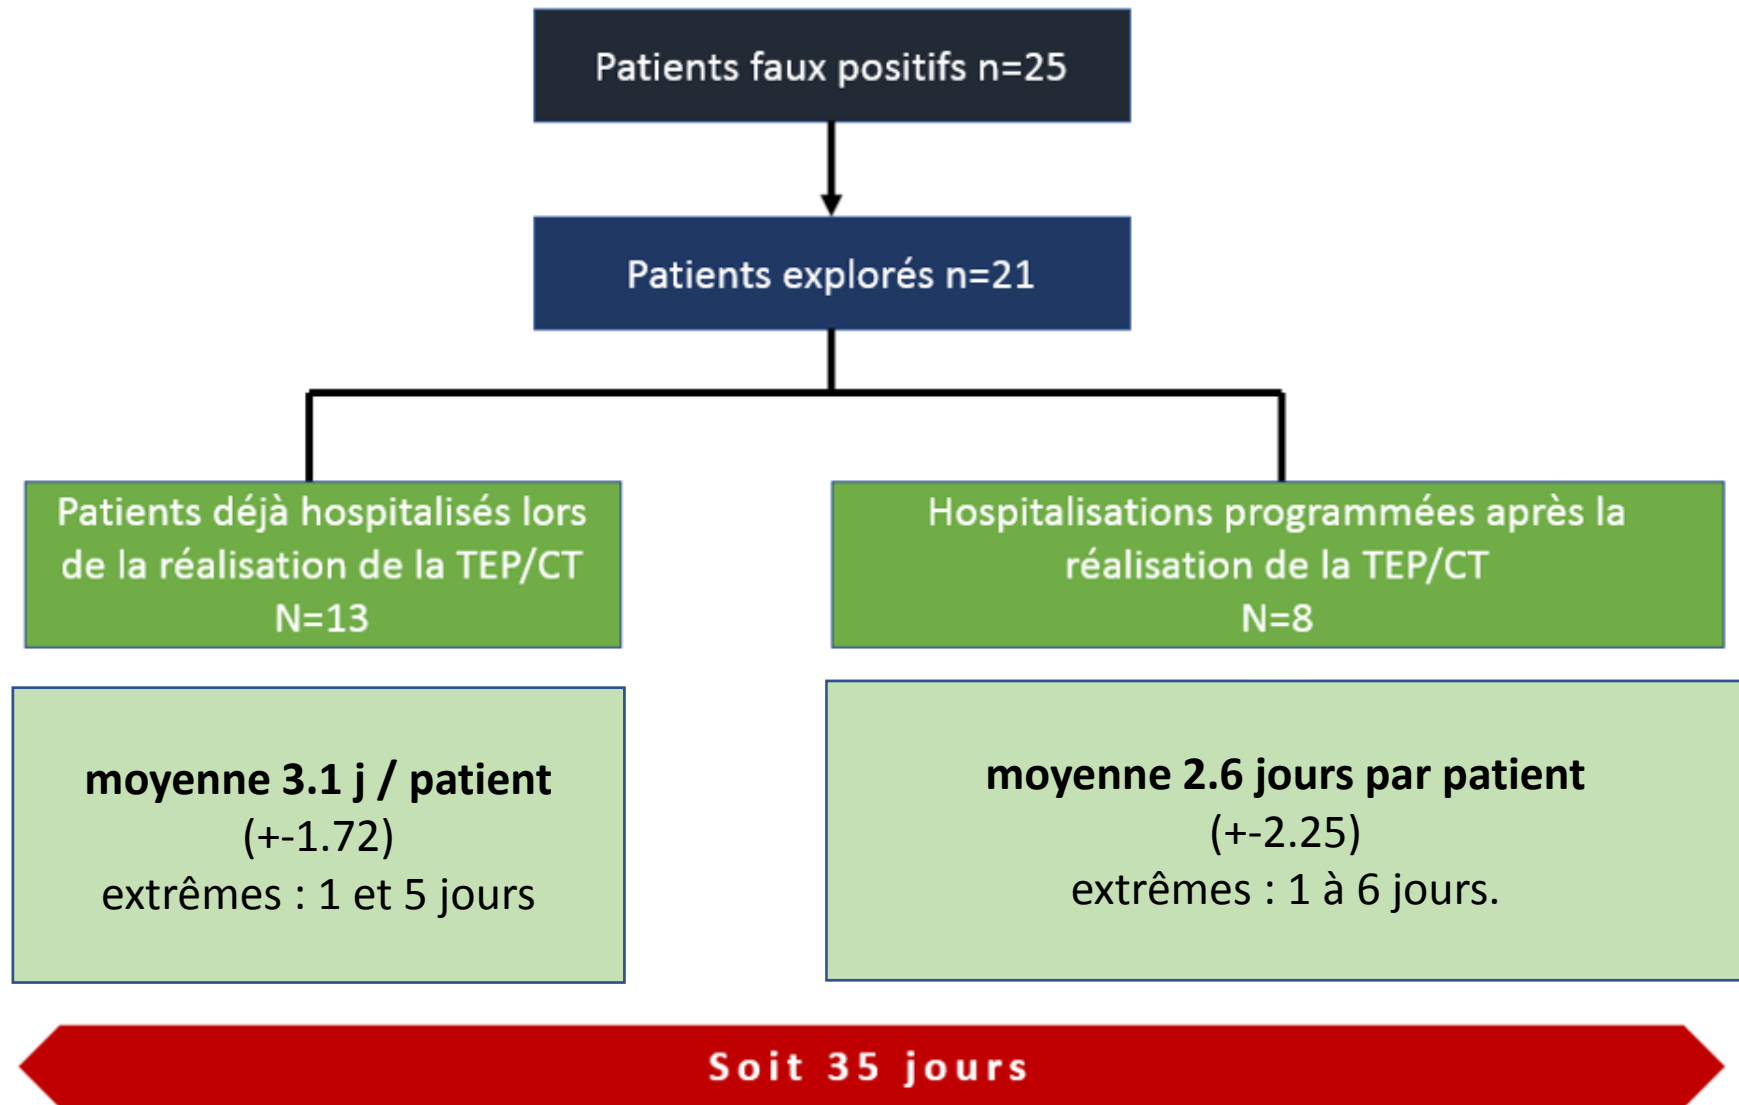 Patients faux positifs n=25
Patients explorés n=21
Patients déjà hospitalisés lors
de la réalisation de la TEP/CT
N=13
Hospitalisations programmées après la
réalisation de la TEP/CT
N=8
moyenne 3.1 j / patient
(+-1.72)
extrêmes : 1 et 5 jours
moyenne 2.6 jours par patient
(+-2.25)
extrêmes : 1 à 6 jours.
Soit 35 jours